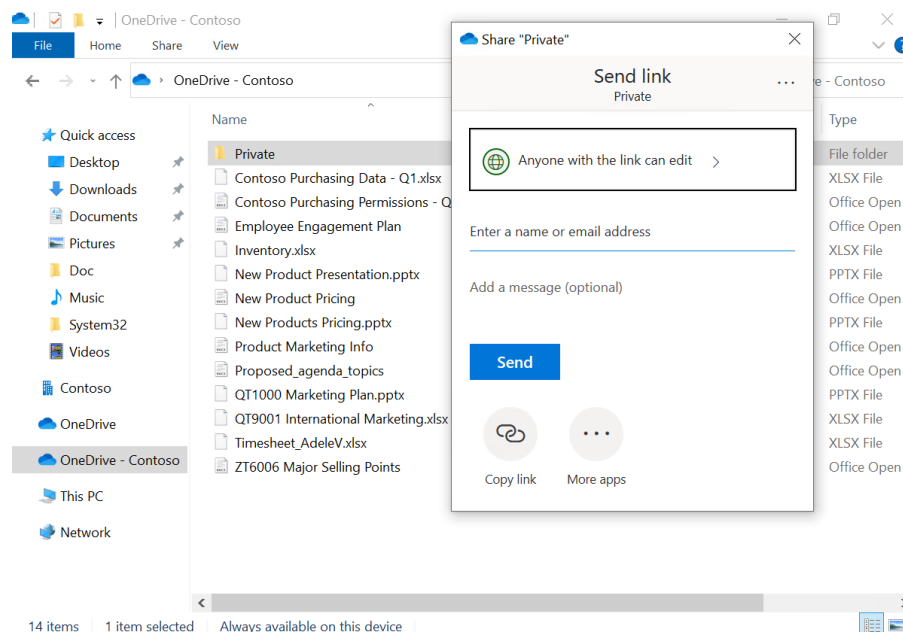 OneDrive - Contoso
File Home Share View
OneDrive - Contoso
e - Contoso
Quick access
Desktop
Downloads
Documents
Pictures
Doc
Music
System32
Videos
Contoso
OneDrive
OneDrive - Contoso
This PC
Network
Name
Type
Private
File folder
Contoso Purchasing Data - Q1.xlsx
XLSX File
Contoso Purchasing Permissions - Q
Office Open
Employee Engagement Plan
Office Open
Inventory.xlsx
XLSX File
New Product Presentation.pptx
PPTX File
New Product Pricing
Office Open
New Products Pricing.pptx
PPTX File
Product Marketing Info
Office Open
Proposed_agenda_topics
Office Open
QT1000 Marketing Plan.pptx
PPTX File
QT9001 International Marketing.xlsx
XLSX File
Timesheet_AdeleV.xlsx
XLSX File
ZT6006 Major Selling Points
Office Open
Share "Private"
Send link
Private
Anyone with the link can edit
Enter a name or email address
Add a message (optional)
Send
Copy link
More apps
14 items 1 item selected Always available on this device